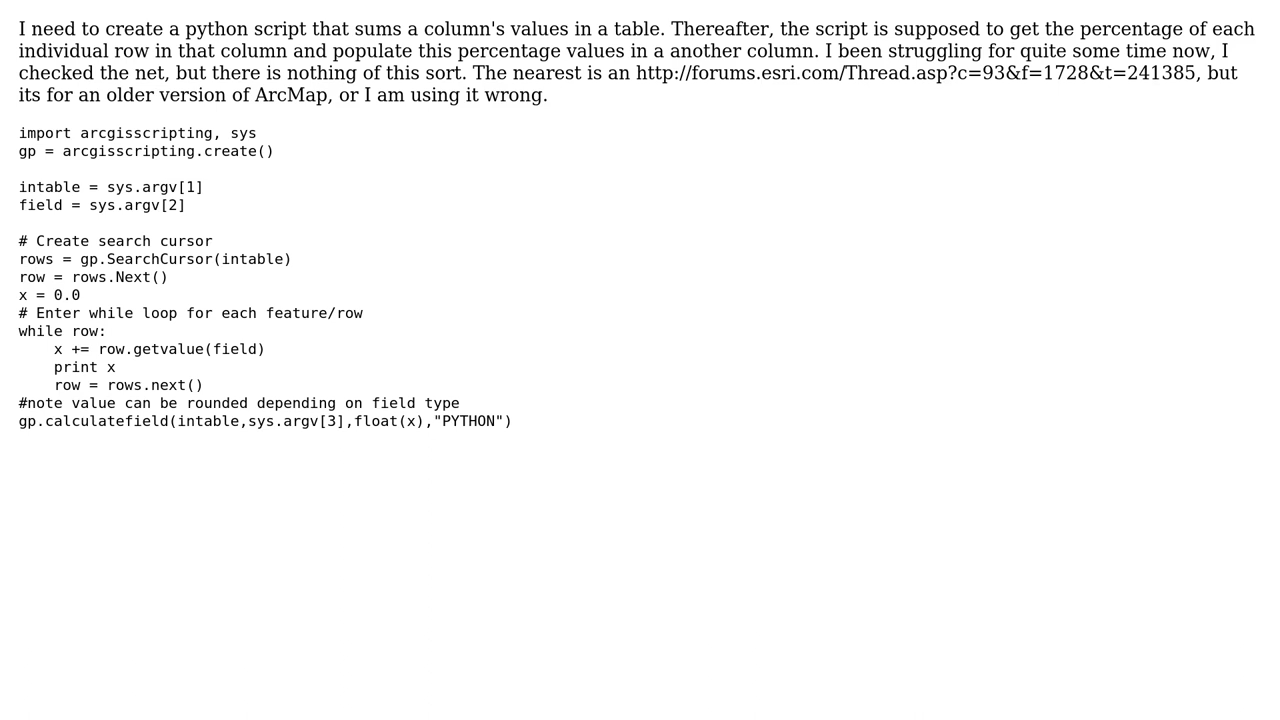 I need to create a python script that sums a column's values in a table. Thereafter, the script is supposed to get the percentage of each
individual row in that column and populate this percentage values in a another column. I been struggling for quite some time now, I
checked the net, but there is nothing of this sort. The nearest is an http://forums.esri.com/Thread.asp?c=93&f=1728&t=241385, but
its for an older version of ArcMap, or I am using it wrong.
import arcgisscripting, sys
gp = arcgisscripting.create()
intable = sys.argv[1]
field = sys.argv[2]
# Create search cursor
rows = gp.SearchCursor(intable)
row = rows.Next()
x = 0.0
# Enter while loop for each feature/row
while row:
    x += row.getvalue(field)
    print x
    row = rows.next()
#note value can be rounded depending on field type
gp.calculatefield(intable,sys.argv[3],float(x),"PYTHON")